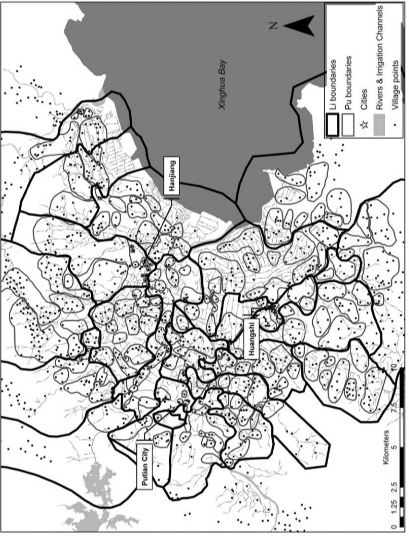 N
Xinghua Bay
Li boundaries
Pu boundaries
Cities
Rivers & Irrigation Channels
Village points
Hanjiang
Huangshi
Putian City
Kilometers
0 1.25 2.5 5 7.5 10